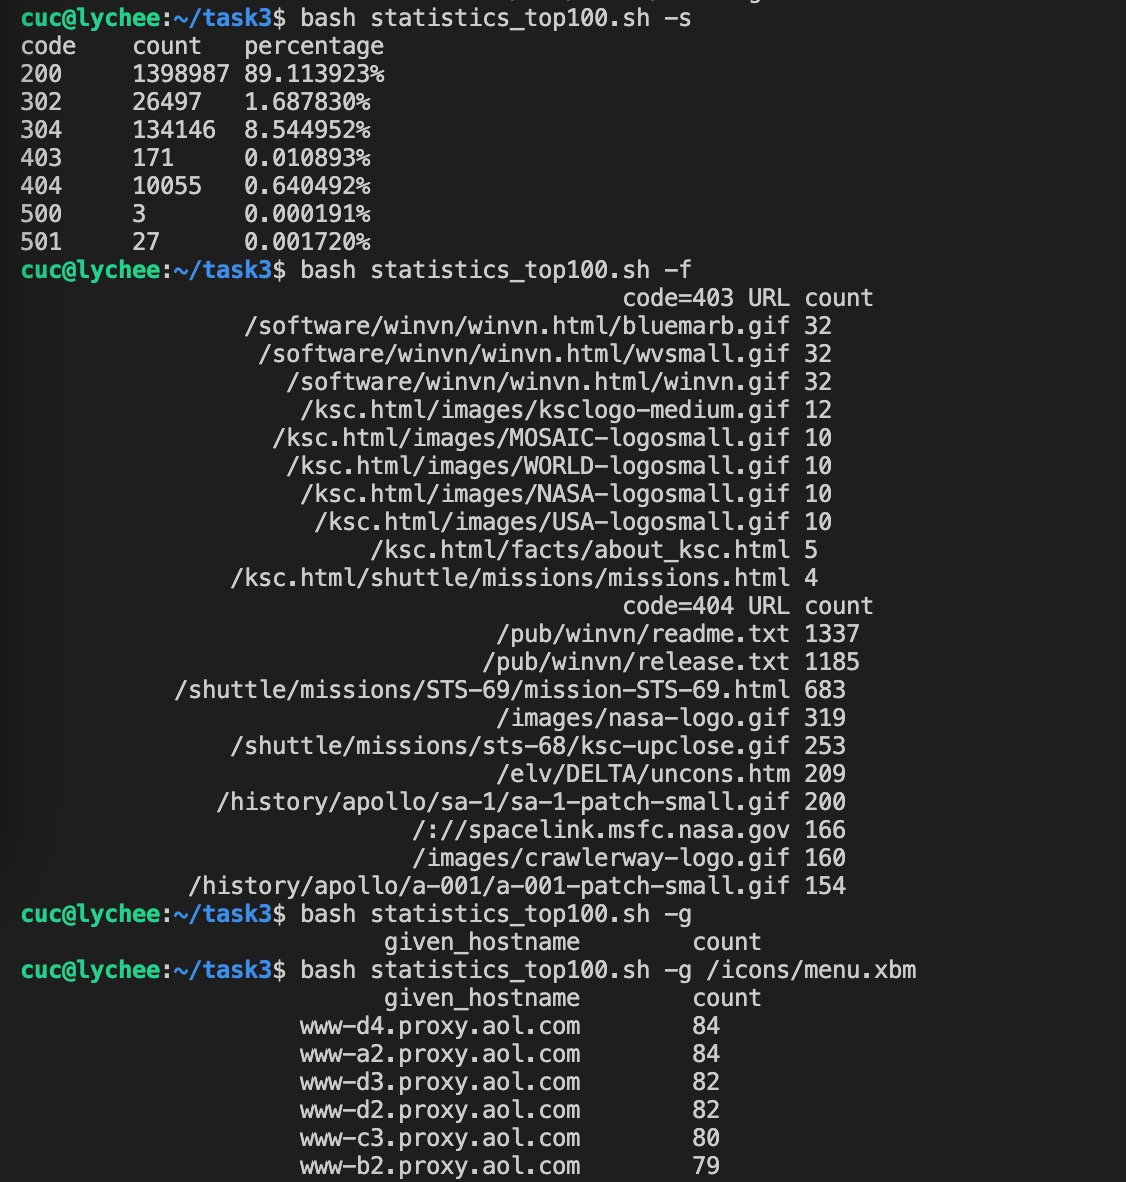 cuc@lychee:~/task3$ bash statistics_top100.sh -s
code    count   percentage
200     1398987 89.113923%
302     26497   1.687830%
304     134146  8.544952%
403     171     0.010893%
404     10055   0.640492%
500     3       0.000191%
501     27      0.001720%
cuc@lychee:~/task3$ bash statistics_top100.sh -f
code=403 URL count
/software/winvn/winvn.html/bluemarb.gif 32
/software/winvn/winvn.html/wvsmall.gif 32
/software/winvn/winvn.html/winvn.gif 32
/ksc.html/images/ksclogo-medium.gif 12
/ksc.html/images/MOSAIC-logosmall.gif 10
/ksc.html/images/WORLD-logosmall.gif 10
/ksc.html/images/NASA-logosmall.gif 10
/ksc.html/images/USA-logosmall.gif 10
/ksc.html/facts/about_ksc.html 5
/ksc.html/shuttle/missions/missions.html 4
code=404 URL count
/pub/winvn/readme.txt 1337
/pub/winvn/release.txt 1185
/shuttle/missions/STS-69/mission-STS-69.html 683
/images/nasa-logo.gif 319
/shuttle/missions/sts-68/ksc-upclose.gif 253
/elv/DELTA/uncons.htm 209
/history/apollo/sa-1/sa-1-patch-small.gif 200
/://spacelink.msfc.nasa.gov 166
/images/crawlerway-logo.gif 160
/history/apollo/a-001/a-001-patch-small.gif 154
cuc@lychee:~/task3$ bash statistics_top100.sh -g
given_hostname        count
cuc@lychee:~/task3$ bash statistics_top100.sh -g /icons/menu.xbm
given_hostname        count
www-d4.proxy.aol.com        84
www-a2.proxy.aol.com        84
www-d3.proxy.aol.com        82
www-d2.proxy.aol.com        82
www-c3.proxy.aol.com        80
www-b2.proxy.aol.com        79